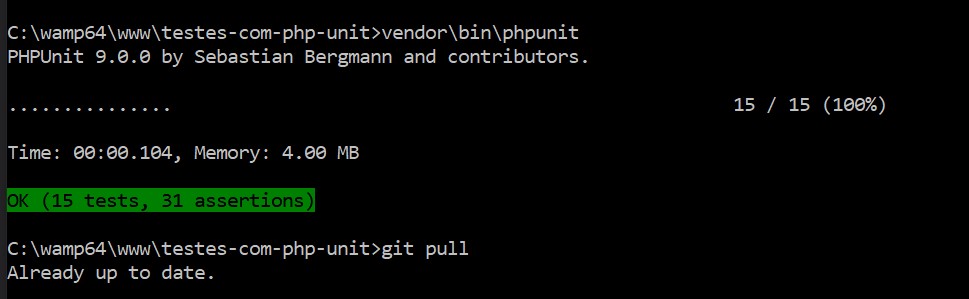 C:\wamp64\www\testes-com-php-unit>vendor\bin\phpunit
PHPUnit 9.0.0 by Sebastian Bergmann and contributors.
............... 15 / 15 (100%)
Time: 00:00.104, Memory: 4.00 MB
OK (15 tests, 31 assertions)
C:\wamp64\www\testes-com-php-unit>git pull
Already up to date.